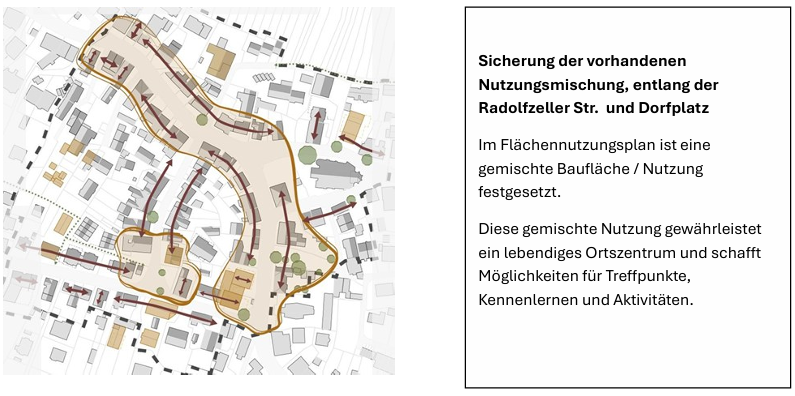 Sicherung der vorhandenen
Nutzungsmischung, entlang der
Radolfzeller Str. und Dorfplatz
Im Flächennutzungsplan ist eine
gemischte Baufläche / Nutzung
festgesetzt.
Diese gemischte Nutzung gewährleistet
ein lebendiges Ortszentrum und schafft
Möglichkeiten für Treffpunkte,
Kennenlernen und Aktivitäten.